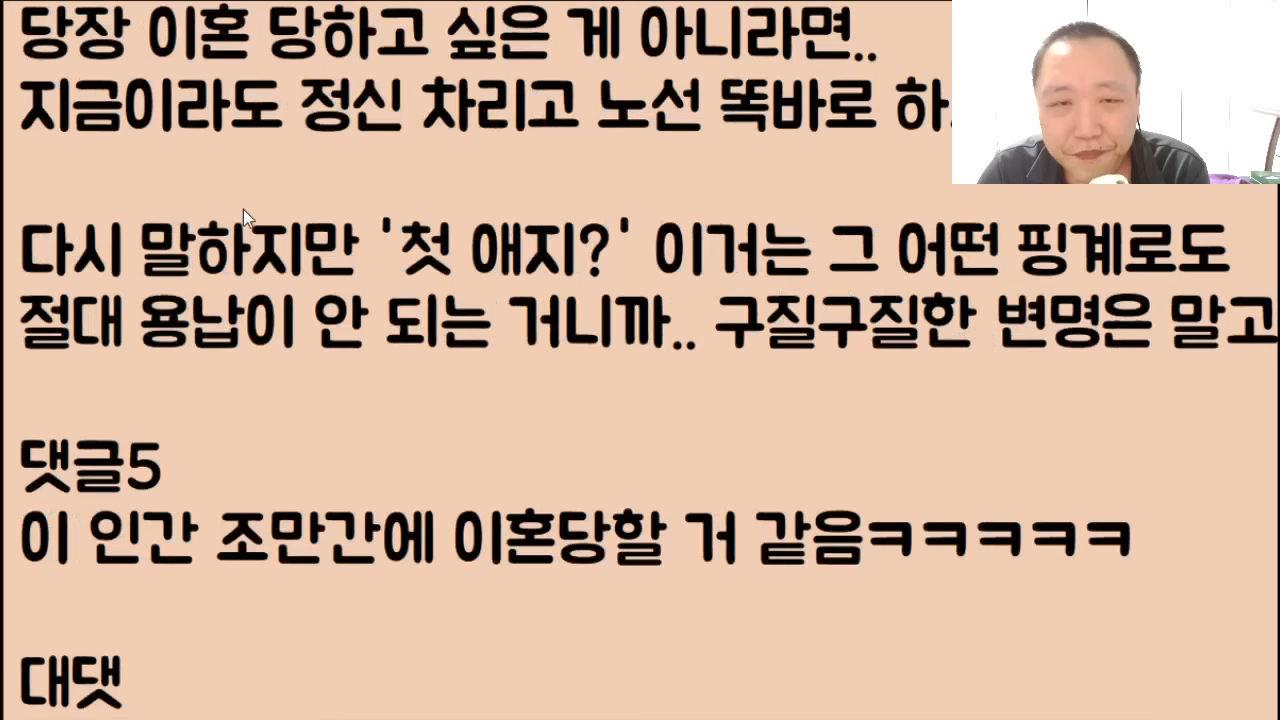 당장 이혼 당하고 싶은 게 아니라면..
지금이라도 정신 차리고 노선 똑바로 하
다시 말하지만 '첫 애지?' 이거는 그 어떤 핑계로도
절대 용납이 안 되는 거니까.. 구질구질한 변명은 말고
댓글5
이 인간 조만간에 이혼당할 거 같음ㅋㅋㅋㅋㅋ
대댓